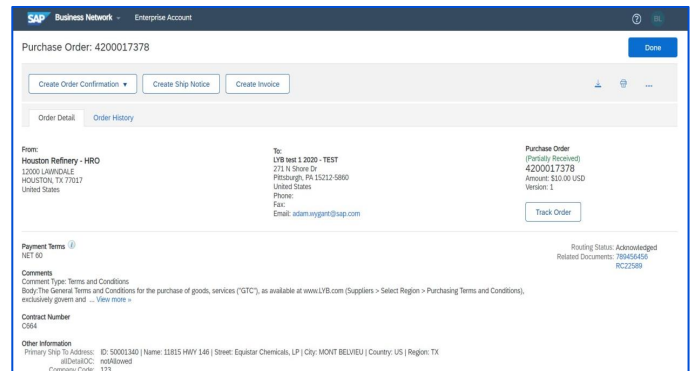 SAP Business Network Enterprise Account ? BL
Purchase Order: 4200017378
Done
Create Order Confirmation ▼ Create Ship Notice Create Invoice ...
Order Detail Order History
From:
Houston Refinery - HRO
12000 LAWNDALE
HOUSTON, TX 77017
United States
To:
LYB test 1 2020 - TEST
271 N Shore Dr
Pittsburgh, PA 15212-5860
United States
Phone:
Fax:
Email: adam.wygant@sap.com
Purchase Order
(Partially Received)
4200017378
Amount: $10.00 USD
Version: 1
Track Order
Payment Terms i
NET 60
Routing Status: Acknowledged
Related Documents: 789456456
RC22589
Comments
Comment Type: Terms and Conditions
Body:The General Terms and Conditions for the purchase of goods, services ("GTC"), as available at www.LYB.com (Suppliers > Select Region > Purchasing Terms and Conditions),
exclusively govern and ... View more »
Contract Number
C664
Other Information
Primary Ship To Address: ID: 50001340 | Name: 11815 HWY 146 | Street: Equistar Chemicals, LP | City: MONT BELVIEU | Country: US | Region: TX
allDetailOC: notAllowed
Company Code: 123